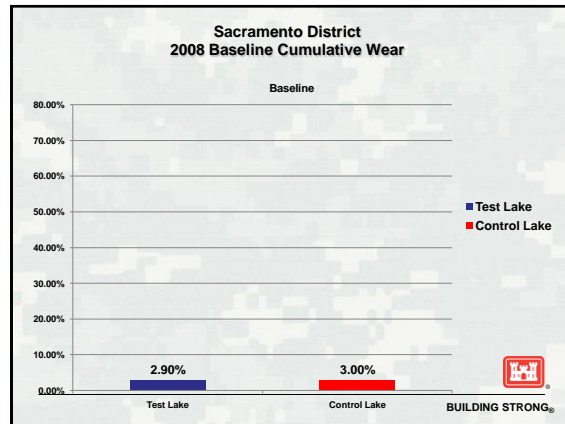 Sacramento District
2008 Baseline Cumulative Wear
Baseline
80.00%
70.00%
60.00%
50.00%
40.00%
30.00%
20.00%
10.00%
0.00%
2.90%
3.00%
Test Lake
Control Lake
Test Lake
Control Lake
®
BUILDING STRONG®